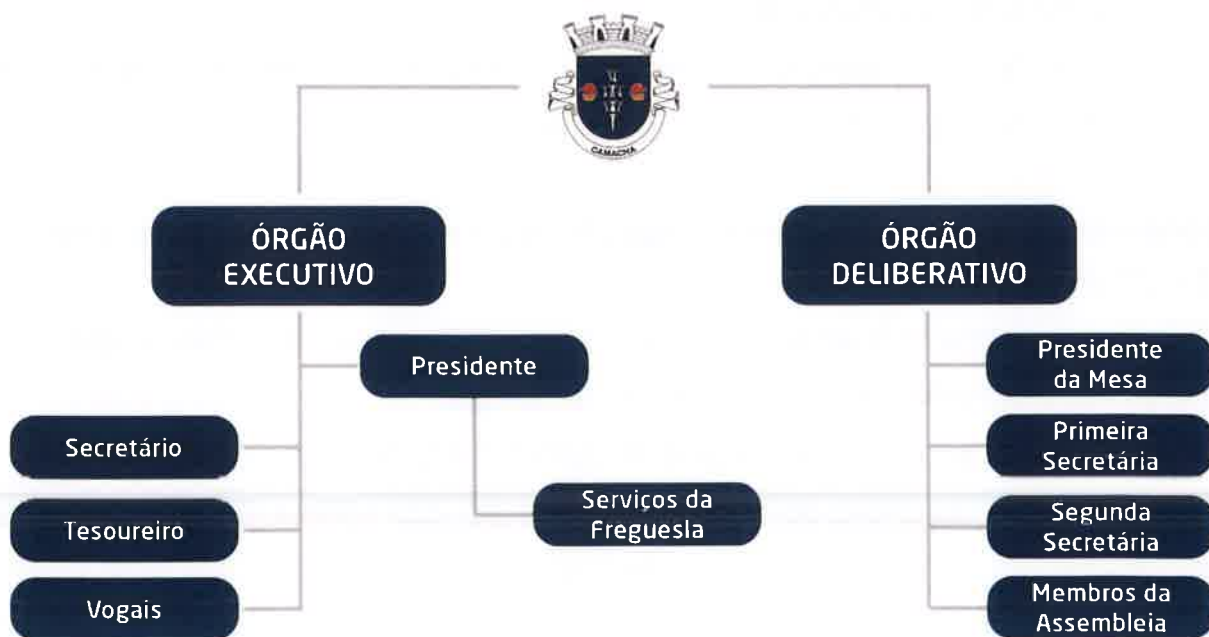 CAMACHA
ÓRGÃO
EXECUTIVO
ÓRGÃO
DELIBERATIVO
Presidente
Secretário
Tesoureiro
Vogais
Serviços da
Freguesia
Presidente
da Mesa
Primeira
Secretária
Segunda
Secretária
Membros da
Assembleia